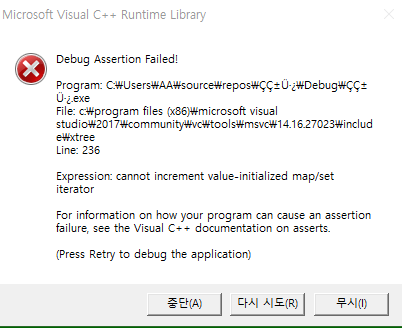 Microsoft Visual C++ Runtime Library
Debug Assertion Failed!
Program: C:₩Users₩AA₩source₩repos₩ÇÇ±Ü·¿₩Debug₩ÇÇ±
Ü·¿.exe
File: c:₩program files (x86)₩microsoft visual
studio₩2017₩community₩vc₩tools₩msvc₩14.16.27023₩includ
e₩xtree
Line: 236
Expression: cannot increment value-initialized map/set
iterator
For information on how your program can cause an assertion
failure, see the Visual C++ documentation on asserts.
(Press Retry to debug the application)
중단(A)
다시 시도(R)
무시(I)